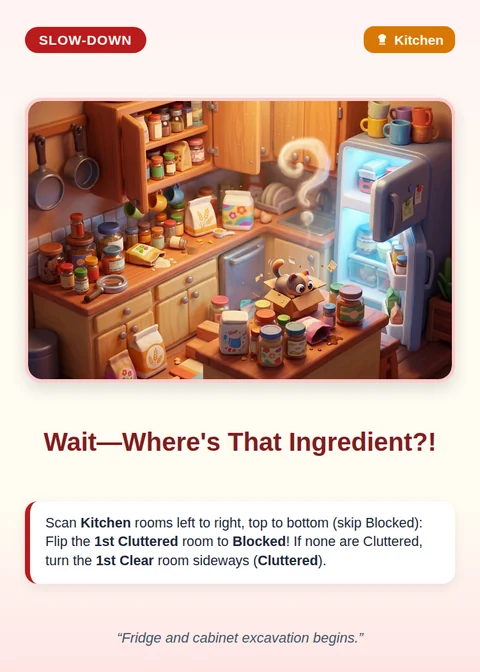 SLOW-DOWN
Kitchen
Wait—Where's That Ingredient?!
Scan Kitchen rooms left to right, top to bottom (skip Blocked):
Flip the 1st Cluttered room to Blocked! If none are Cluttered,
turn the 1st Clear room sideways (Cluttered).
“Fridge and cabinet excavation begins.”